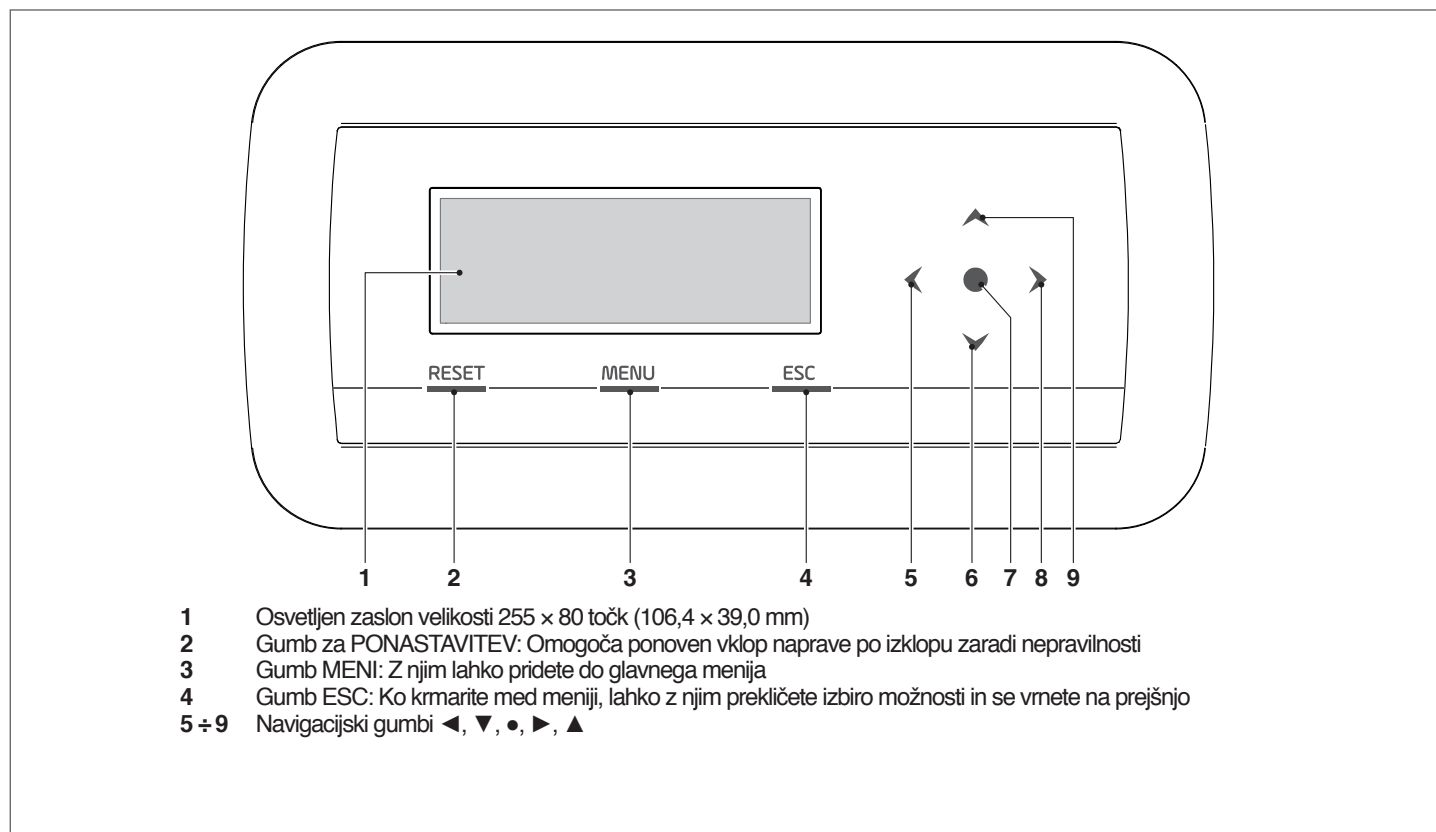 RESET MENU ESC
1 2 3 4 5 6 7 8 9
1 Osvetljen zaslon velikosti 255 × 80 točk (106,4 × 39,0 mm)
2 Gumb za PONASTAVITEV: Omogoča ponoven vklop naprave po izklopu zaradi nepravilnosti
3 Gumb MENI: Z njim lahko pridete do glavnega menija
4 Gumb ESC: Ko krmarite med meniji, lahko z njim prekličete izbiro možnosti in se vrnete na prejšnjo
5 ÷ 9 Navigacijski gumbi ◄, ▼, ●, ►, ▲